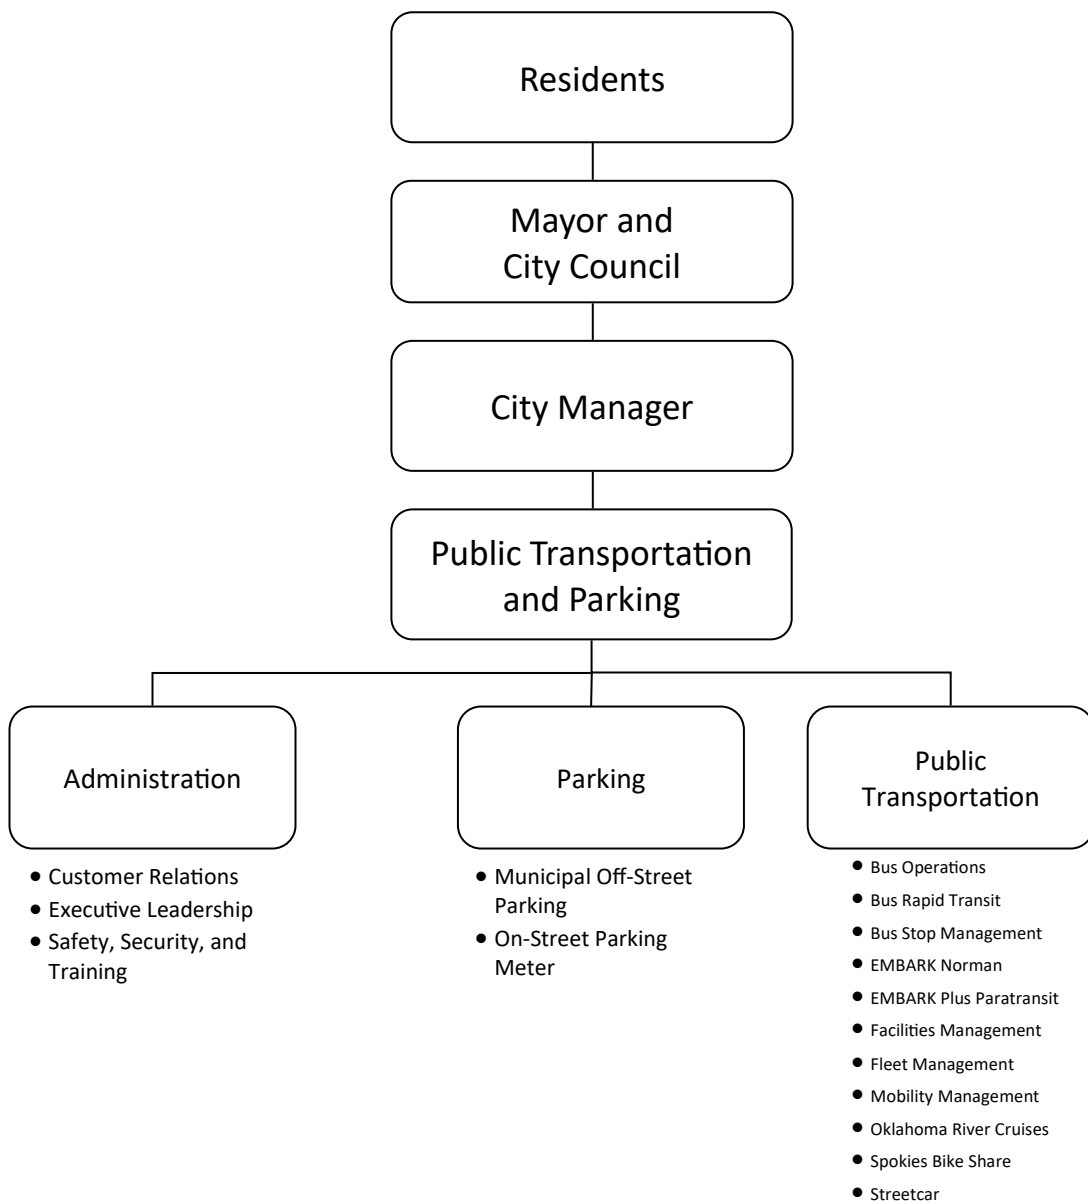 Residents
Mayor and
City Council
City Manager
Public Transportation
and Parking
Administration
• Customer Relations
• Executive Leadership
• Safety, Security, and
Training
Parking
• Municipal Off-Street
Parking
• On-Street Parking
Meter
Public
Transportation
• Bus Operations
• Bus Rapid Transit
• Bus Stop Management
• EMBARK Norman
• EMBARK Plus Paratransit
• Facilities Management
• Fleet Management
• Mobility Management
• Oklahoma River Cruises
• Spokies Bike Share
• Streetcar